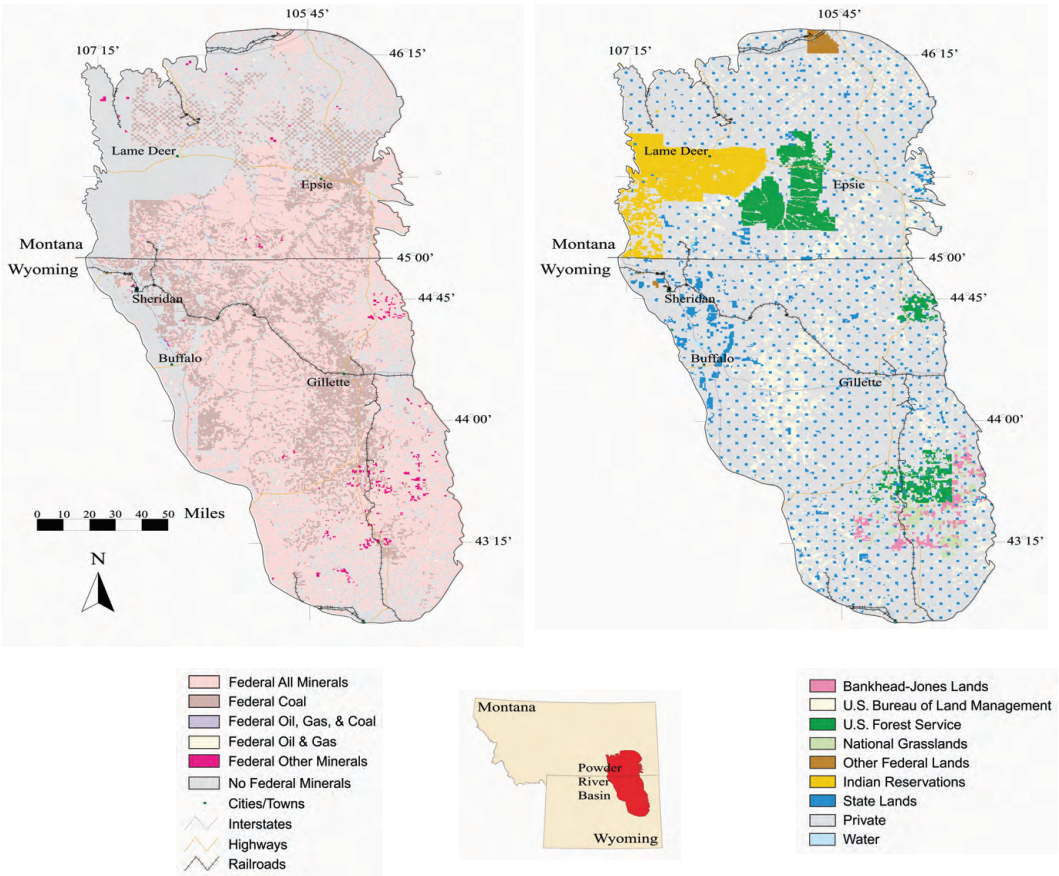 105°45'
107°15'
46°15'
Lame Deer
Epsie
Montana
Wyoming
45°00'
44°45'
Sheridan
Buffalo
Gillette
44°00'
0 10 20 30 40 50 Miles
43°15'
N
105°45'
107°15'
46°15'
Lame Deer
Epsie
Montana
Wyoming
45°00'
44°45'
Sheridan
Buffalo
Gillette
44°00'
43°15'
Federal All Minerals
Federal Coal
Federal Oil, Gas, & Coal
Federal Oil & Gas
Federal Other Minerals
No Federal Minerals
Cities/Towns
Interstates
Highways
Railroads
Montana
Powder
River
Basin
Wyoming
Bankhead-Jones Lands
U.S. Bureau of Land Management
U.S. Forest Service
National Grasslands
Other Federal Lands
Indian Reservations
State Lands
Private
Water